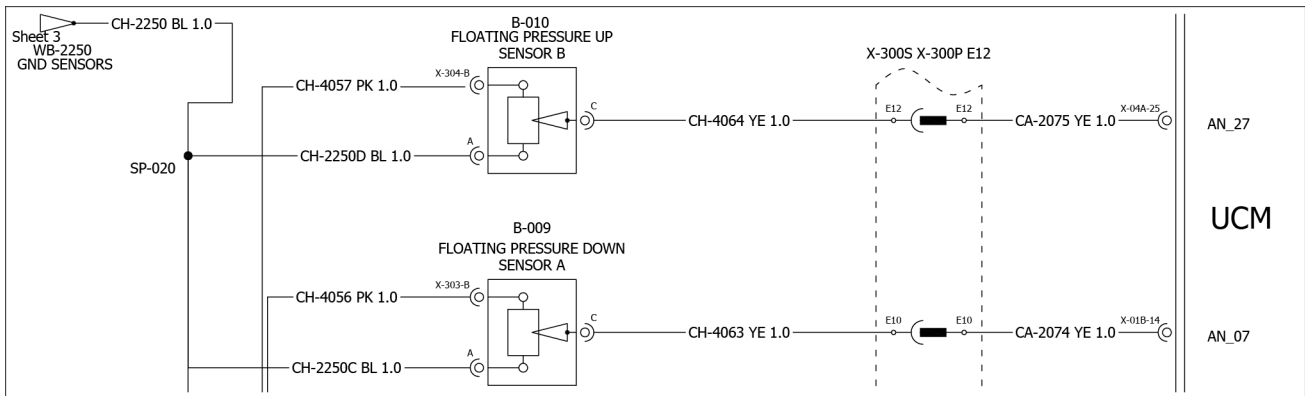 CH-2250 BL 1.0
Sheet 3
WB-2250
GND SENSORS
B-010
FLOATING PRESSURE UP
SENSOR B
X-300S X-300P E12
CH-4057 PK 1.0
X-304-B
C
CH-4064 YE 1.0
E12
E12
CA-2075 YE 1.0
X-04A-25
AN_27
SP-020
CH-2250D BL 1.0
A
UCM
B-009
FLOATING PRESSURE DOWN
SENSOR A
CH-4056 PK 1.0
X-303-B
C
CH-4063 YE 1.0
E10
E10
CA-2074 YE 1.0
X-01B-14
AN_07
CH-2250C BL 1.0
A